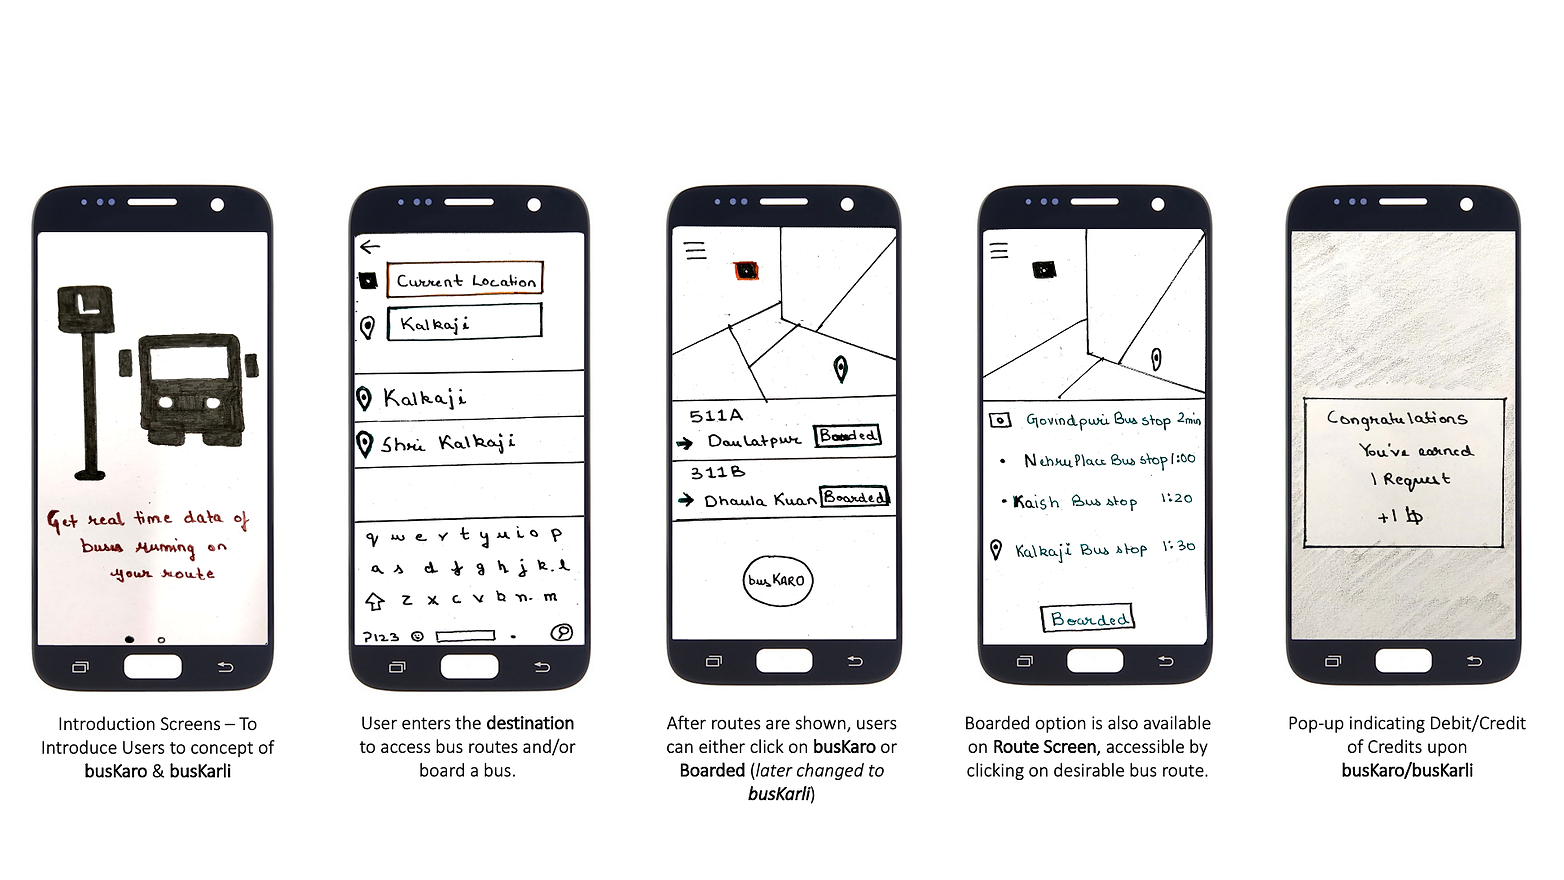 Get real time data of
buses running on
your route
Introduction Screens – To
Introduce Users to concept of
busKaro & busKarli
Current Location
Kalkaji
Kalkaji
Shri Kalkaji
q w e r t y u i o p
a s d f g h j k l
z x c v b n m
?123
User enters the destination
to access bus routes and/or
board a bus.
511A
Daulatpur Boarded
311B
Dhaula Kuan Boarded
busKARO
After routes are shown, users
can either click on busKaro or
Boarded (later changed to
busKarli)
Govindpuri Bus stop 2min
Nehru Place Bus stop 1:00
Kaish Bus stop 1:20
Kalkaji Bus stop 1:30
Boarded
Boarded option is also available
on Route Screen, accessible by
clicking on desirable bus route.
Congratulations
You've earned
1 Request
+1
Pop-up indicating Debit/Credit
of Credits upon
busKaro/busKarli